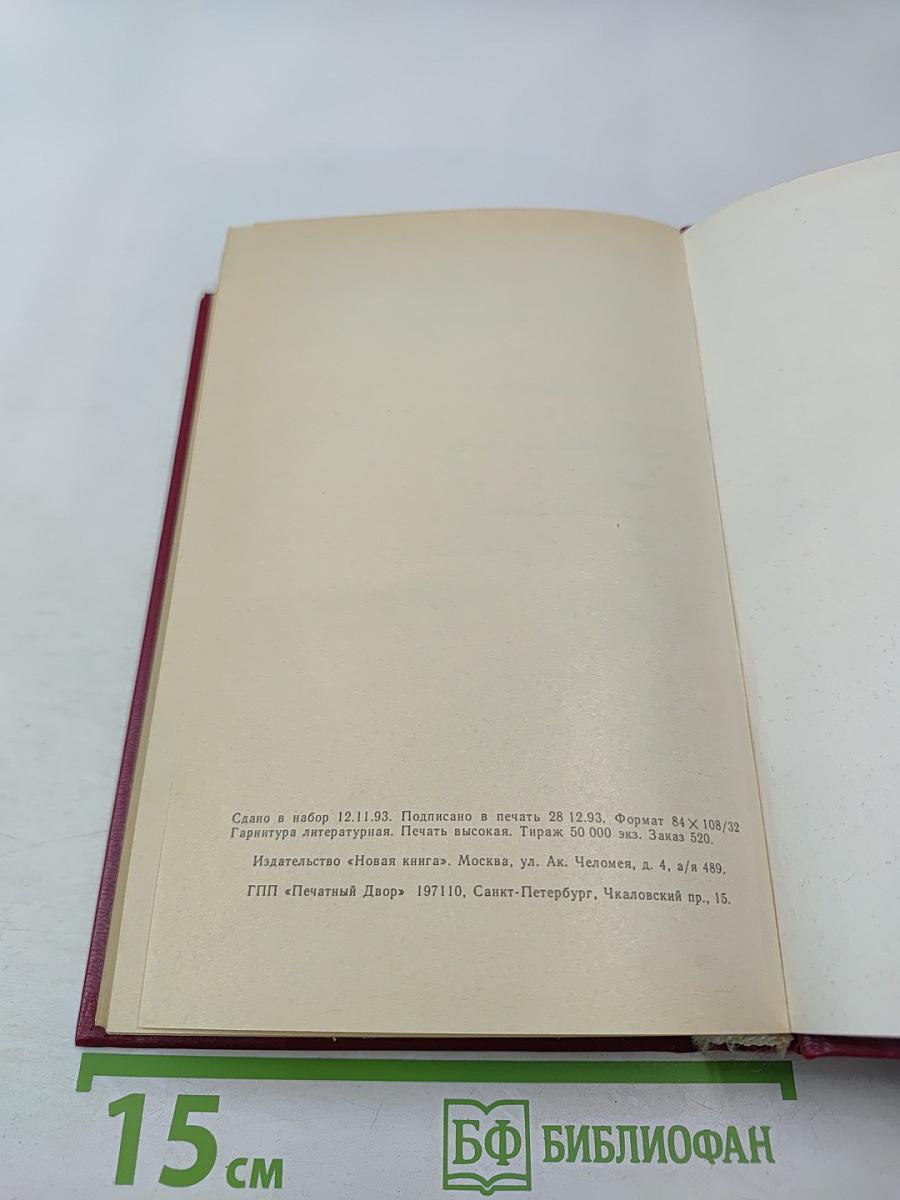 Сдано в набор 12.11.93. Подписано в печать 28 12.93. Формат 84×108/32
Гарнитура литературная. Печать высокая. Тираж 50 000 экз. Заказ 520.
Издательство «Новая книга». Москва, ул. Ак. Челомея, д. 4, а/я 489.
ГПП «Печатный Двор» 197110, Санкт-Петербург, Чкаловский пр., 15.
15 см
БФ БИБЛИОФАН